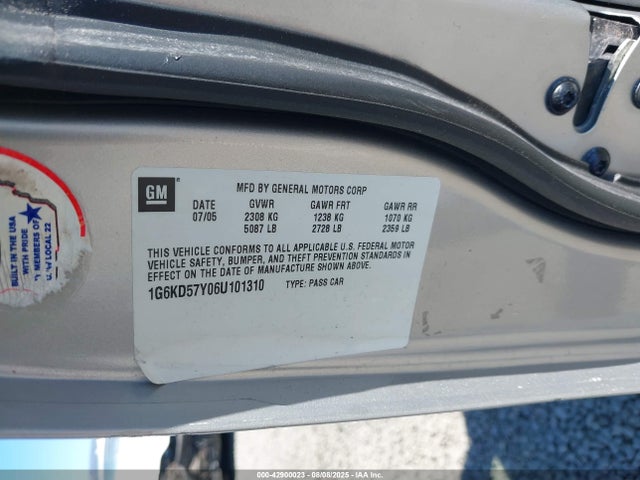 GM
MFD BY GENERAL MOTORS CORP
DATE GVWR GAWR FRT GAWR RR
07/05 2308 KG 1238 KG 1070 KG
5087 LB 2728 LB 2359 LB
THIS VEHICLE CONFORMS TO ALL APPLICABLE U.S. FEDERAL MOTOR
VEHICLE SAFETY, BUMPER, AND THEFT PREVENTION STANDARDS IN
EFFECT ON THE DATE OF MANUFACTURE SHOWN ABOVE.
1G6KD57Y06U101310 TYPE: PASS CAR
BUILT IN THE USA
WITH PRIDE
MEMBERS OF
LOCAL 22
000-42900023 - 08/08/2025 - COPYRIGHT IAA, LLC.